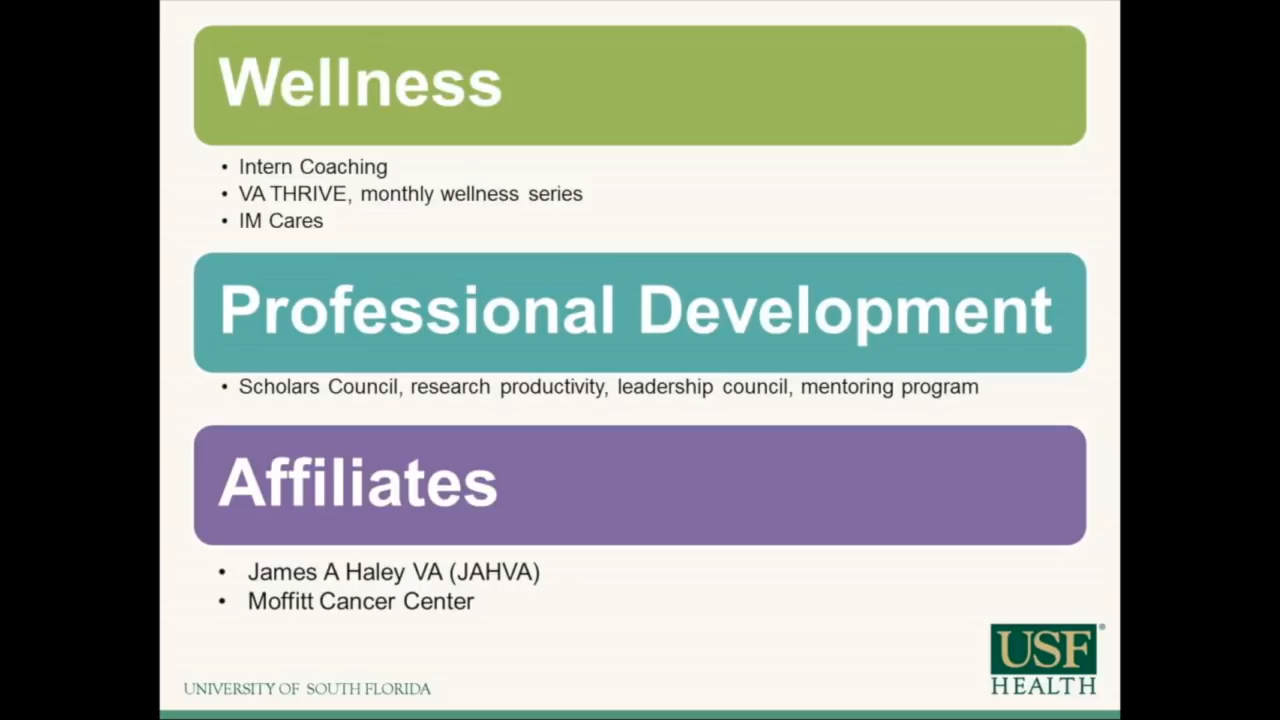 Wellness
• Intern Coaching
• VA THRIVE, monthly wellness series
• IM Cares
Professional Development
• Scholars Council, research productivity, leadership council, mentoring program
Affiliates
• James A Haley VA (JAHVA)
• Moffitt Cancer Center
USF®
HEALTH
UNIVERSITY OF SOUTH FLORIDA